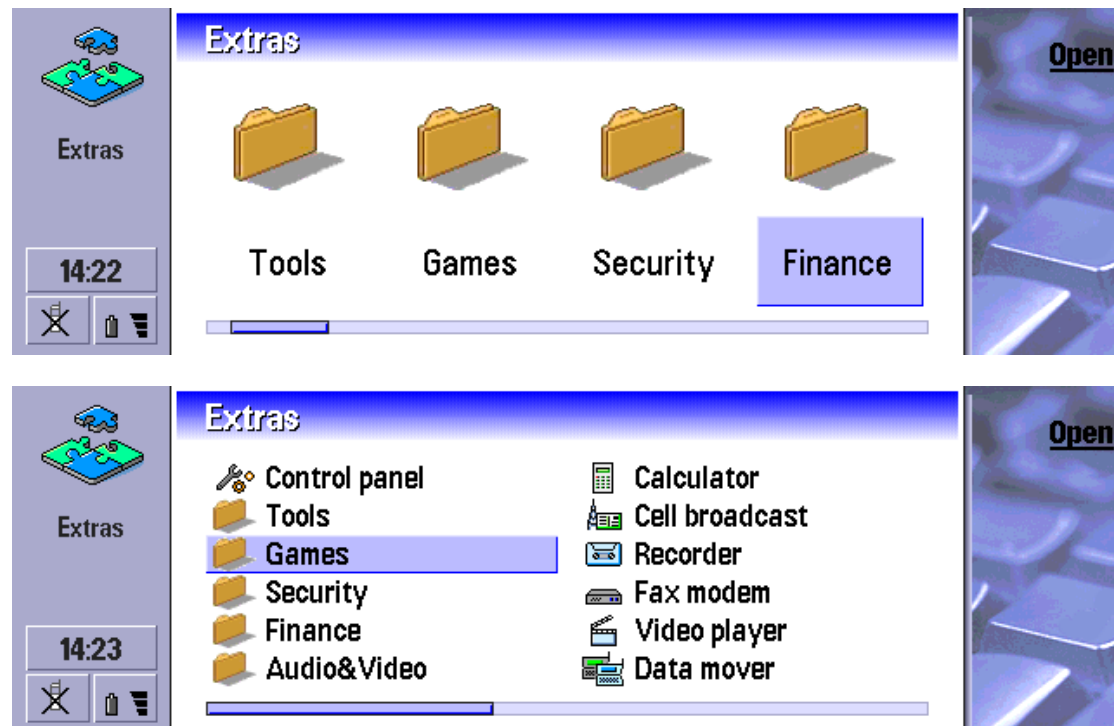 Extras
Extras
Open
Tools Games Security Finance
14:22
Extras
Extras
Open
Control panel Calculator
Tools Cell broadcast
Games Recorder
Security Fax modem
Finance Video player
Audio&Video Data mover
14:23